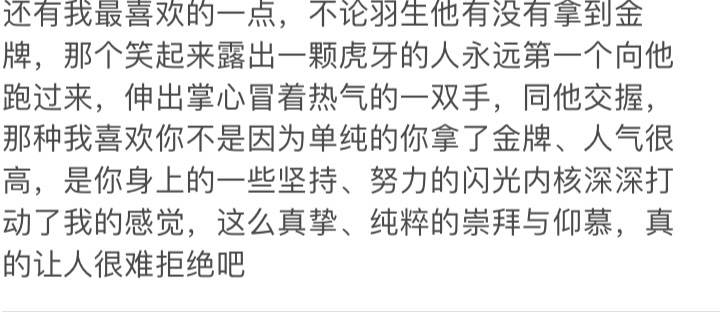 还有我最喜欢的一点，不论羽生他有没有拿到金
牌，那个笑起来露出一颗虎牙的人永远第一个向他
跑过来，伸出掌心冒着热气的一双手，同他交握，
那种我喜欢你不是因为单纯的你拿了金牌、人气很
高，是你身上的一些坚持、努力的闪光内核深深打
动了我的感觉，这么真挚、纯粹的崇拜与仰慕，真
的让人很难拒绝吧